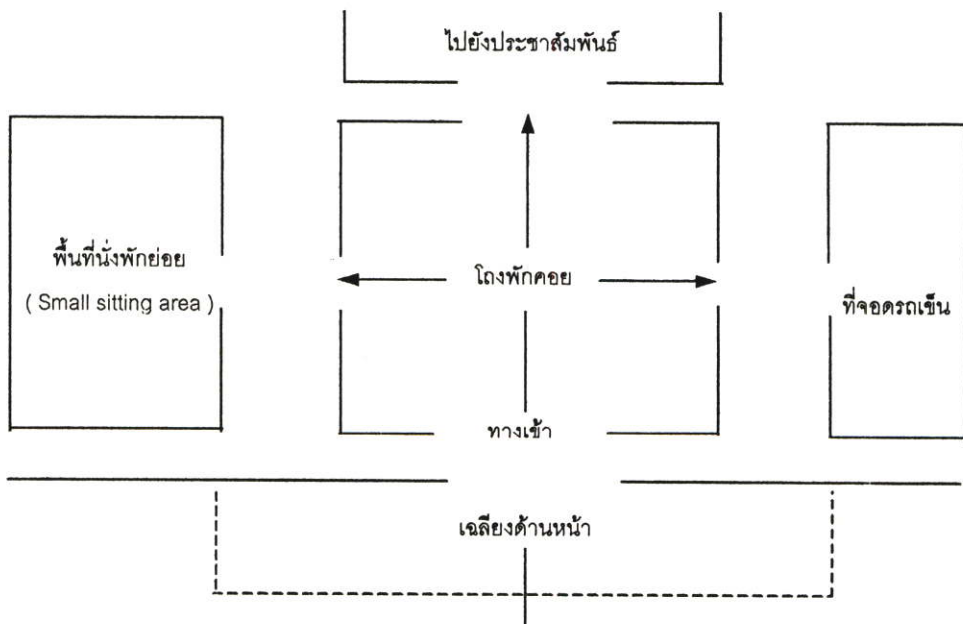 ไปยังประชาสัมพันธ์
พื้นที่นั่งพักย่อย
( Small sitting area )
โถงพักคอย
ที่จอดรถเข็น
ทางเข้า
เฉลียงด้านหน้า